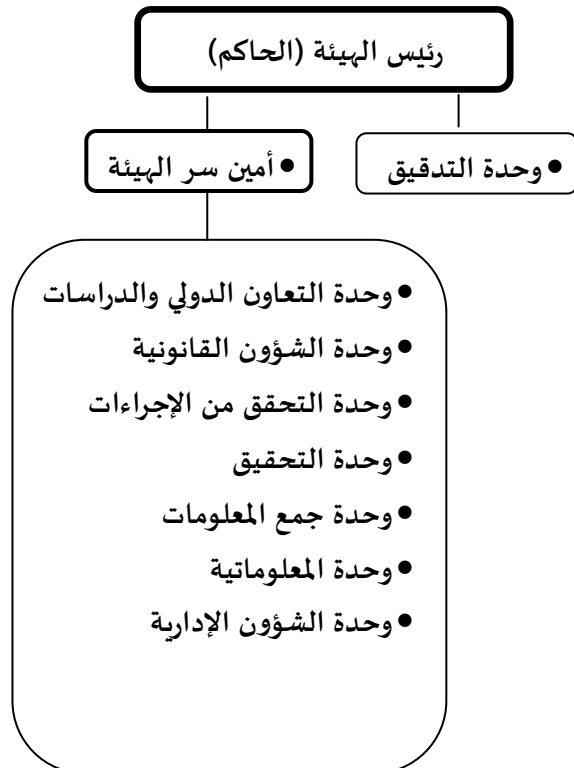 رئيس الهيئة (الحاكم)
• وحدة التدقيق
• أمين سر الهيئة
• وحدة التعاون الدولي والدراسات
• وحدة الشؤون القانونية
• وحدة التحقق من الإجراءات
• وحدة التحقيق
• وحدة جمع المعلومات
• وحدة المعلوماتية
• وحدة الشؤون الإدارية